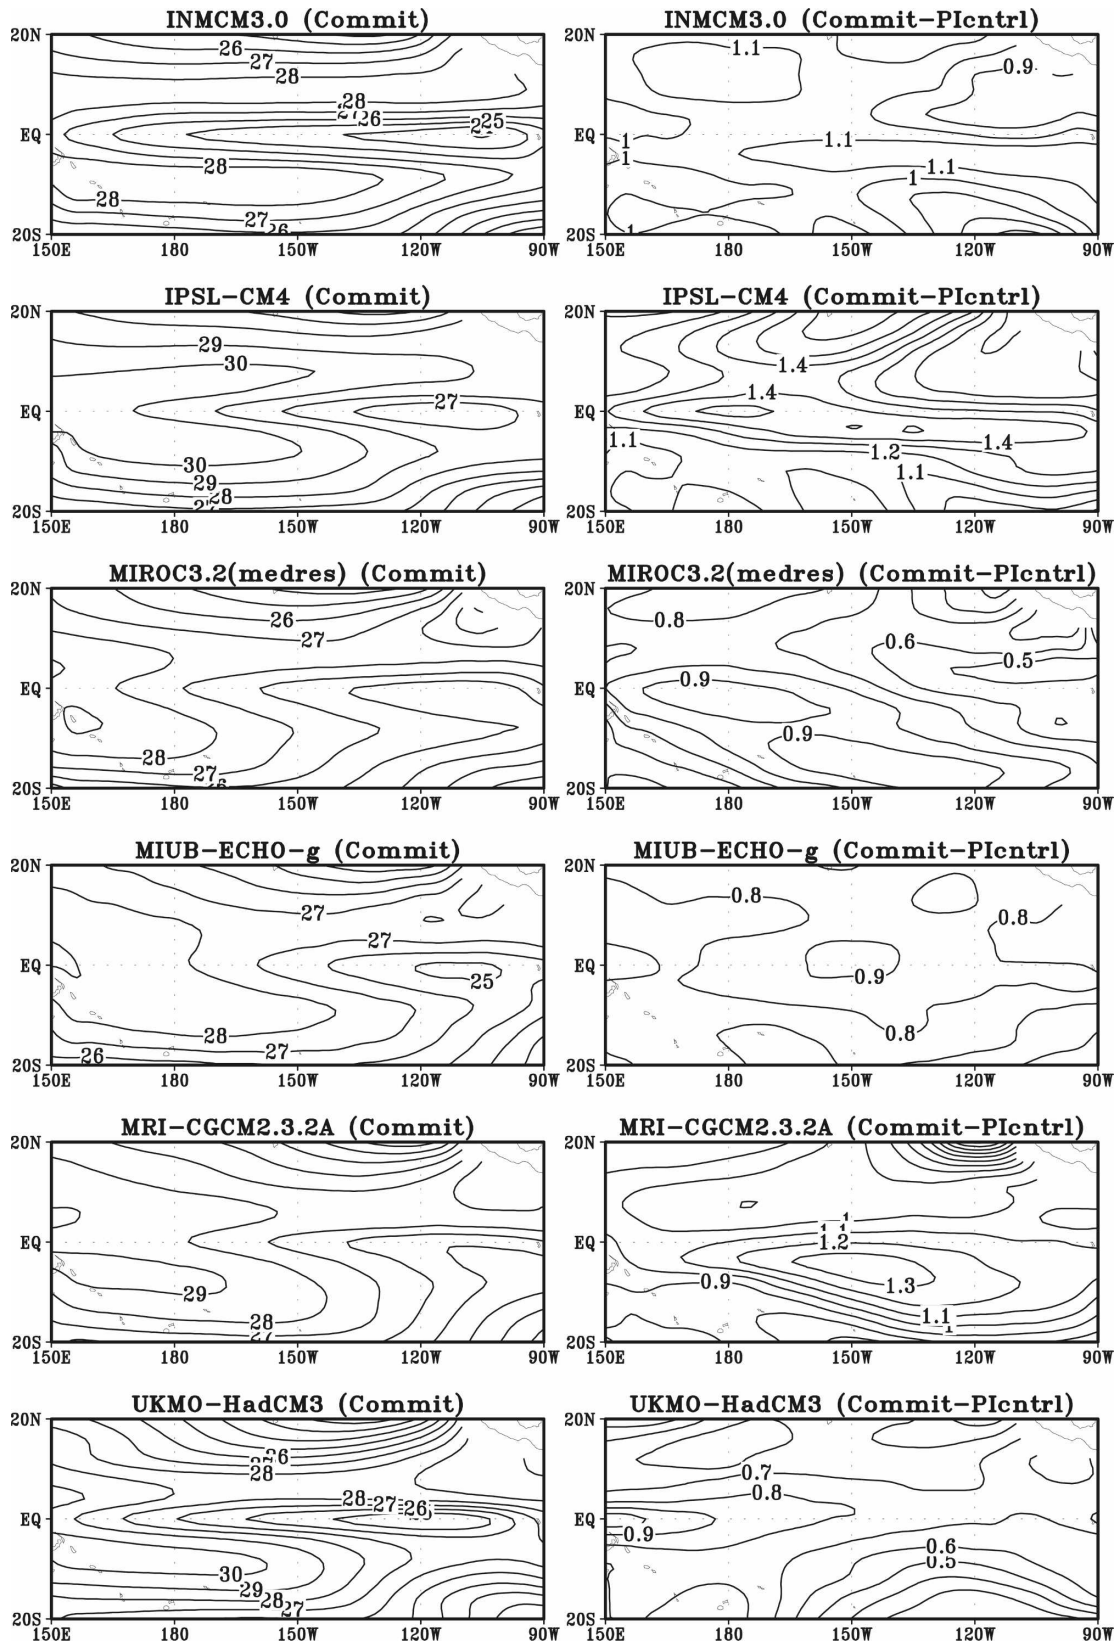 INMCM3.0 (Commit)
INMCM3.0 (Commit-PIcntrl)
20N
EQ
20S
26
27
28
28
26
25
28
28
27
26
150E 180 150W 120W 90W
1.1
0.9
1
1
1.1
1.1
1
1
150E 180 150W 120W 90W
IPSL-CM4 (Commit)
IPSL-CM4 (Commit-PIcntrl)
20N
EQ
20S
29
30
27
30
29
28
150E 180 150W 120W 90W
20N
EQ
20S
1.4
1.4
1.4
1.1
1.2
1.1
150E 180 150W 120W 90W
MIROC3.2(medres) (Commit)
MIROC3.2(medres) (Commit-PIcntrl)
20N
EQ
20S
26
27
28
27
150E 180 150W 120W 90W
20N
EQ
20S
0.8
0.6
0.5
0.9
0.9
150E 180 150W 120W 90W
MIUB-ECHO-g (Commit)
MIUB-ECHO-g (Commit-PIcntrl)
20N
EQ
20S
27
27
25
28
27
26
150E 180 150W 120W 90W
20N
EQ
20S
0.8
0.8
0.9
0.8
150E 180 150W 120W 90W
MRI-CGCM2.3.2A (Commit)
MRI-CGCM2.3.2A (Commit-PIcntrl)
20N
EQ
20S
29
28
27
150E 180 150W 120W 90W
20N
EQ
20S
1
1.1
1.2
0.9
1.3
1.1
1
150E 180 150W 120W 90W
UKMO-HadCM3 (Commit)
UKMO-HadCM3 (Commit-PIcntrl)
20N
EQ
20S
26
28
28
27
26
30
29
28
27
150E 180 150W 120W 90W
20N
EQ
20S
0.7
0.8
0.9
0.6
0.5
150E 180 150W 120W 90W